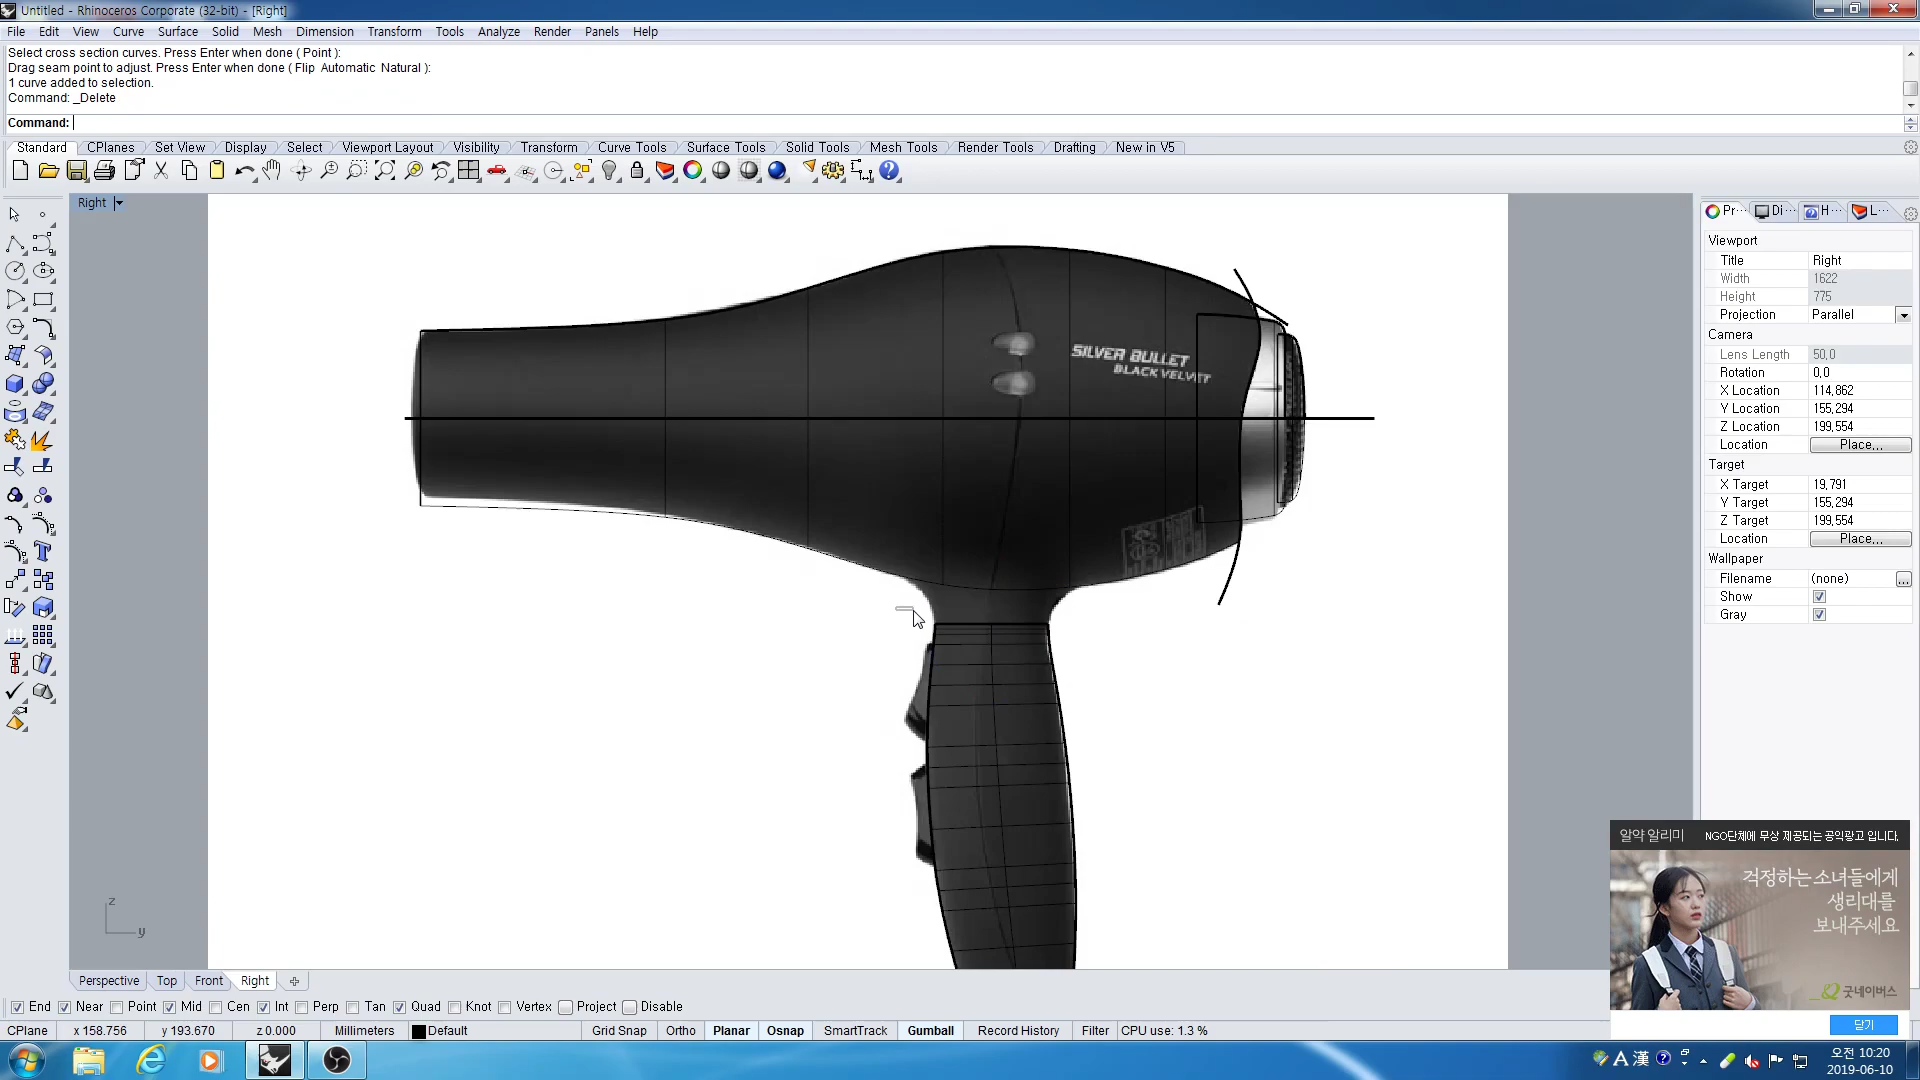 Untitled - Rhinoceros Corporate (32-bit) - [Right]
File Edit View Curve Surface Solid Mesh Dimension Transform Tools Analyze Render Panels Help
Select cross section curves. Press Enter when done ( Point ):
Drag seam point to adjust. Press Enter when done ( Flip Automatic Natural ):
1 curve added to selection.
Command: _Delete
Command:
Standard CPlanes Set View Display Select Viewport Layout Visibility Transform Curve Tools Surface Tools Solid Tools Mesh Tools Render Tools Drafting New in V5
Right
Pr··· Di··· H··· L···
Viewport
Title Right
Width 1622
Height 775
Projection Parallel
Camera
Lens Length 50,0
Rotation 0,0
X Location 114,862
Y Location 155,294
Z Location 199,554
Location Place...
Target
X Target 19,791
Y Target 155,294
Z Target 199,554
Location Place...
Wallpaper
Filename (none) ...
Show
Gray
SILVER BULLET
BLACK VELVET
z
y
알약 알리미 NGO단체에 무상 제공되는 공익광고 입니다.
걱정하는 소녀들에게
생리대를
보내주세요
굿네이버스
닫기
Perspective Top Front Right
End Near Point Mid Cen Int Perp Tan Quad Knot Vertex Project Disable
CPlane x 158.756 y 193.670 z 0.000 Millimeters Default Grid Snap Ortho Planar Osnap SmartTrack Gumball Record History Filter CPU use: 1.3 %
A 漢
오전 10:20
2019-06-10